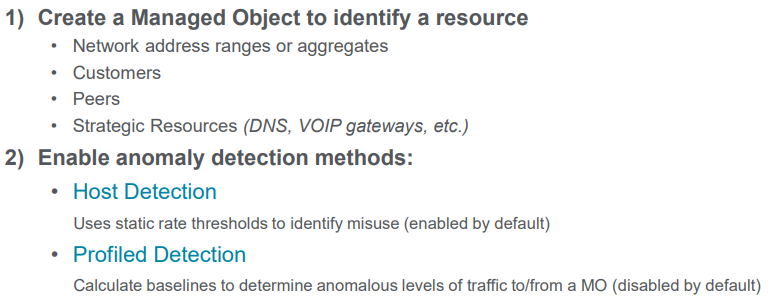 1) Create a Managed Object to identify a resource
• Network address ranges or aggregates
• Customers
• Peers
• Strategic Resources (DNS, VOIP gateways, etc.)
2) Enable anomaly detection methods:
• Host Detection
Uses static rate thresholds to identify misuse (enabled by default)
• Profiled Detection
Calculate baselines to determine anomalous levels of traffic to/from a MO (disabled by default)